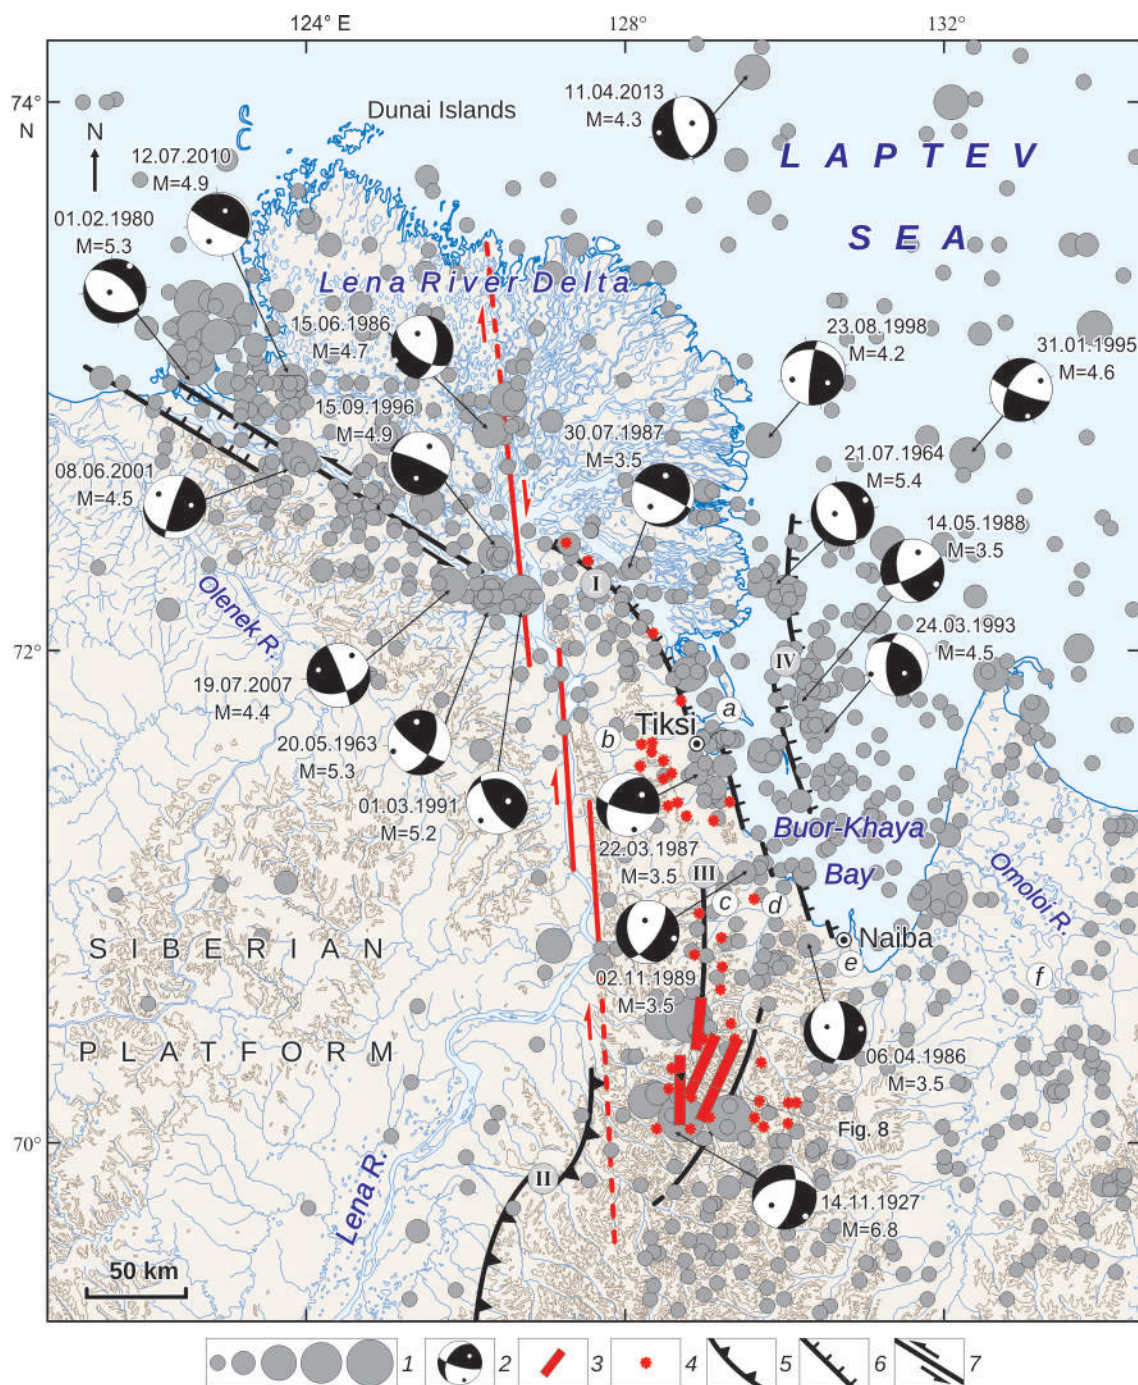 124° E
128°
132°
74°
N
N
Dunai Islands
11.04.2013
M=4.3
LAPTEV
SEA
12.07.2010
M=4.9
01.02.1980
M=5.3
Lena River Delta
15.06.1986
M=4.7
23.08.1998
M=4.2
31.01.1995
M=4.6
15.09.1996
M=4.9
30.07.1987
M=3.5
21.07.1964
M=5.4
08.06.2001
M=4.5
14.05.1988
M=3.5
I
Olenek R.
24.03.1993
M=4.5
72°
IV
19.07.2007
M=4.4
a
Tiksi
b
20.05.1963
M=5.3
01.03.1991
M=5.2
22.03.1987
M=3.5
Buor-Khaya
Bay
III
c
d
Omoloi R.
SIBERIAN
Naiba
e
f
02.11.1989
M=3.5
PLATFORM
06.04.1986
M=3.5
70°
Fig. 8
II
Lena R.
14.11.1927
M=6.8
50 km
1
2
3
4
5
6
7